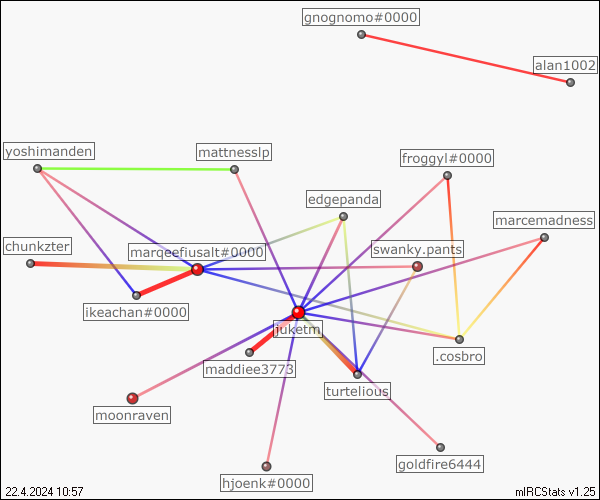 gnognomo#0000
alan1002
yoshimanden
mattnesslp
froggyl#0000
edgepanda
marcemadness
chunkzter
marqeefiusalt#0000
swanky.pants
ikeachan#0000
juketm
.cosbro
maddiee3773
turtelious
moonraven
goldfire6444
hjoenk#0000
22.4.2024 10:57
mIRCStats v1.25